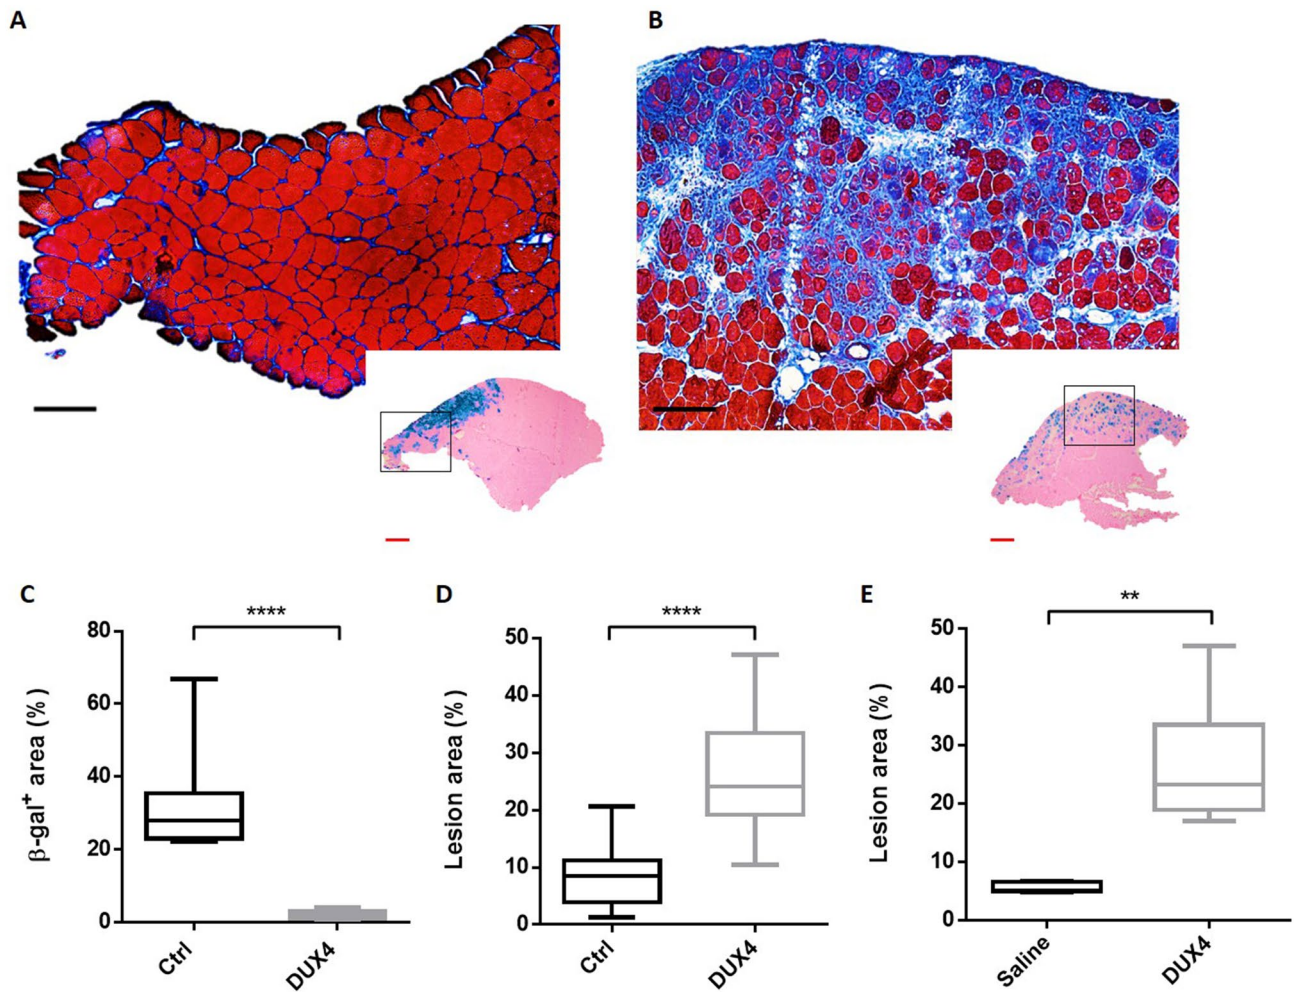 A
B
C
****
β-gal⁺ area (%)
80
60
40
20
0
Ctrl
DUX4
D
****
Lesion area (%)
50
40
30
20
10
0
Ctrl
DUX4
E
**
Lesion area (%)
50
40
30
20
10
0
Saline
DUX4